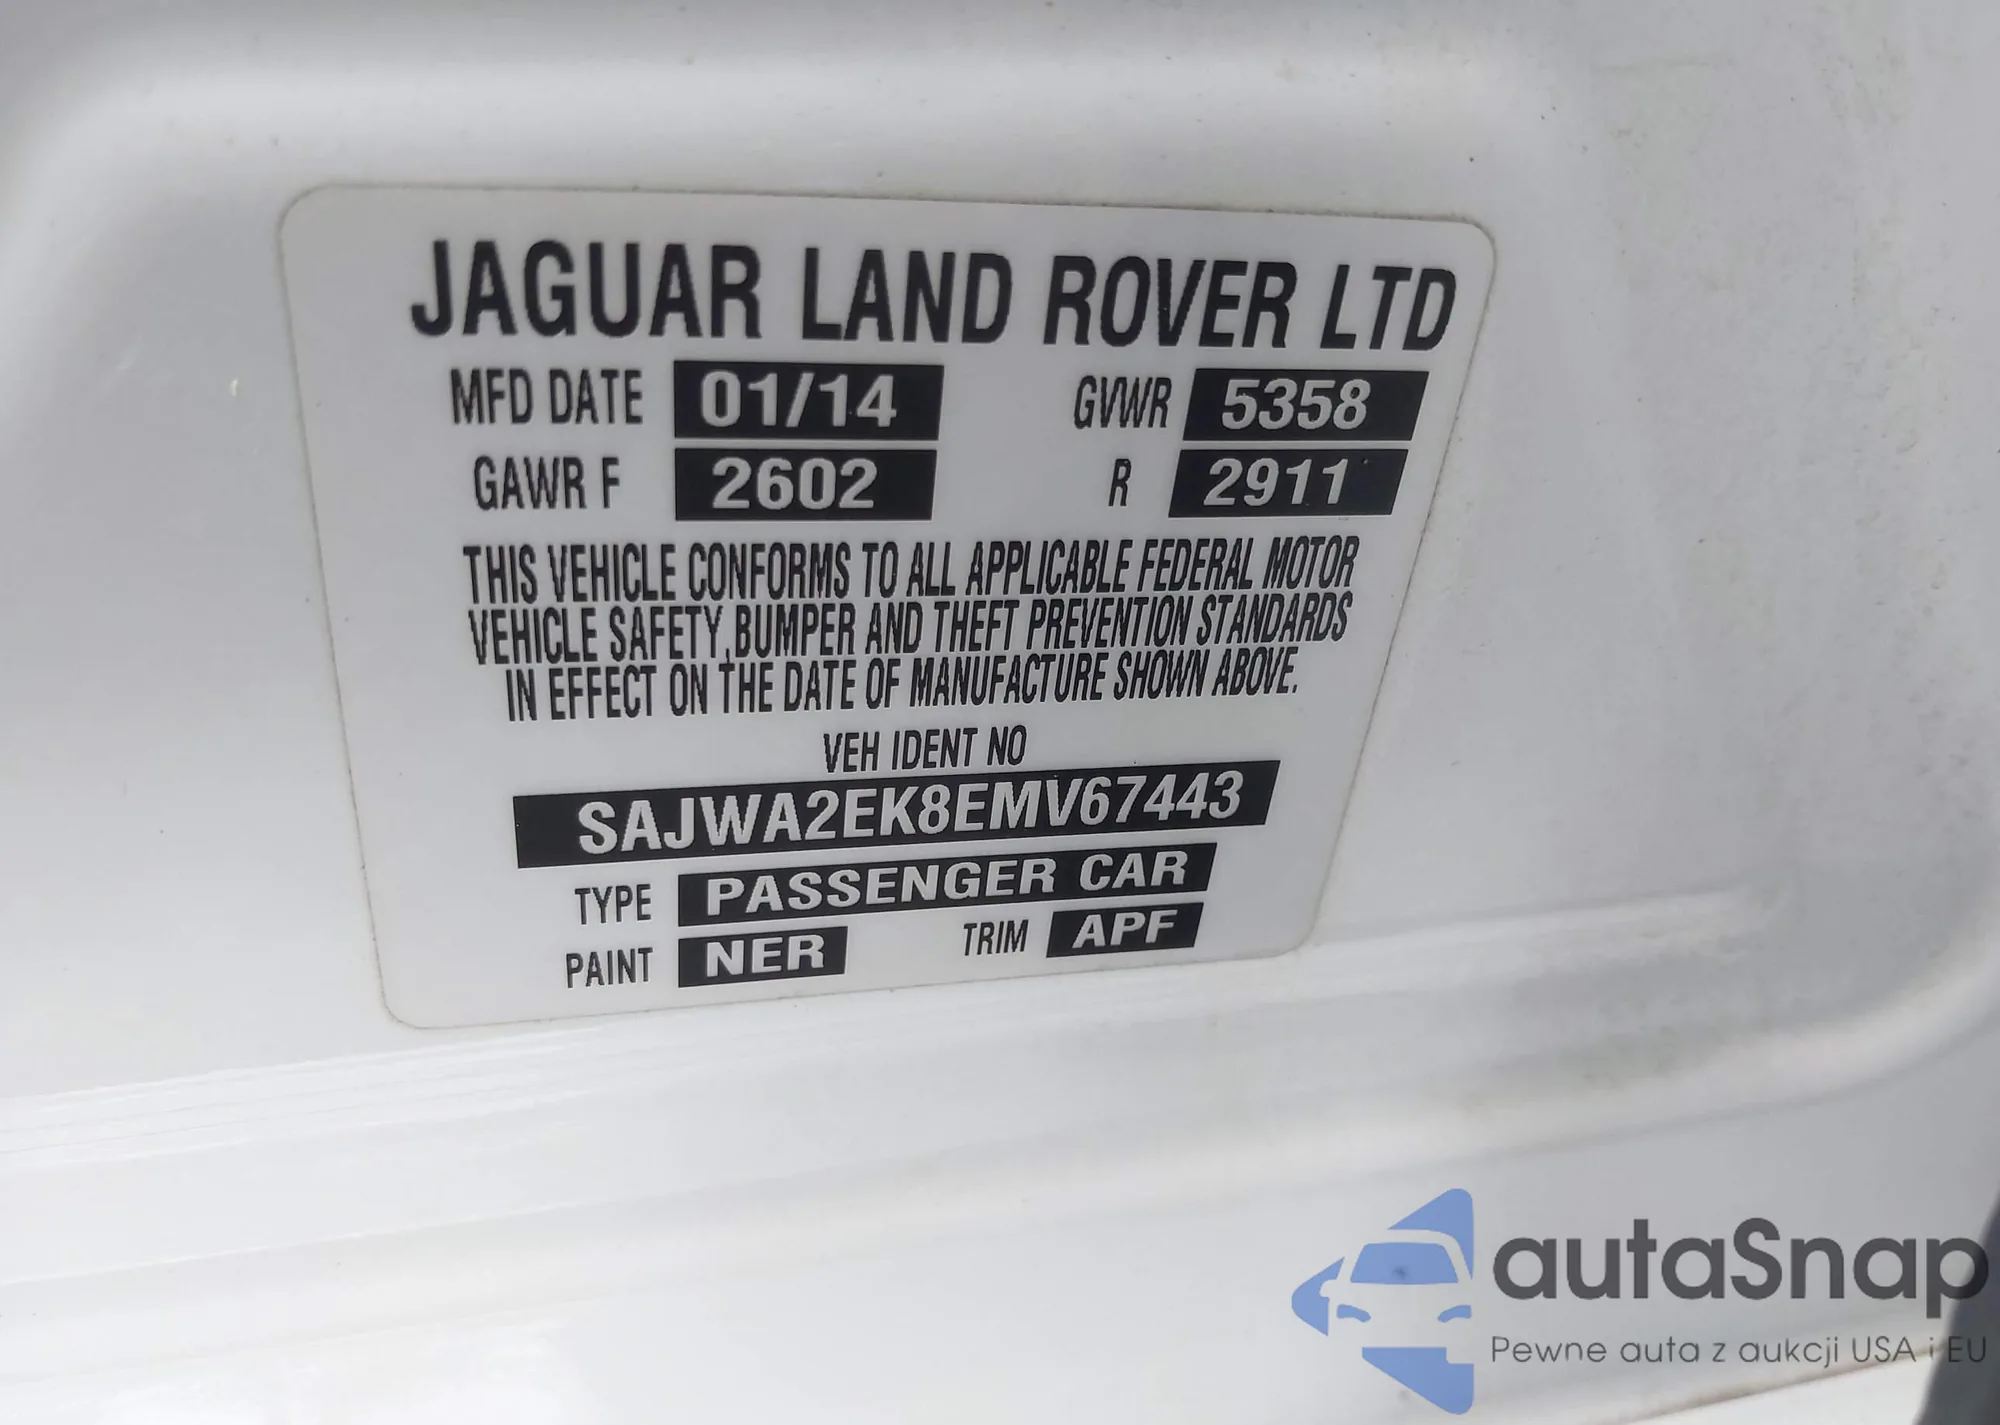 JAGUAR LAND ROVER LTD
MFD DATE 01/14 GVWR 5358
GAWR F 2602 R 2911
THIS VEHICLE CONFORMS TO ALL APPLICABLE FEDERAL MOTOR
VEHICLE SAFETY,BUMPER AND THEFT PREVENTION STANDARDS
IN EFFECT ON THE DATE OF MANUFACTURE SHOWN ABOVE.
VEH IDENT NO
SAJWA2EK8EMV67443
TYPE PASSENGER CAR
PAINT NER TRIM APF
autaSnap
Pewne auta z aukcji USA i EU